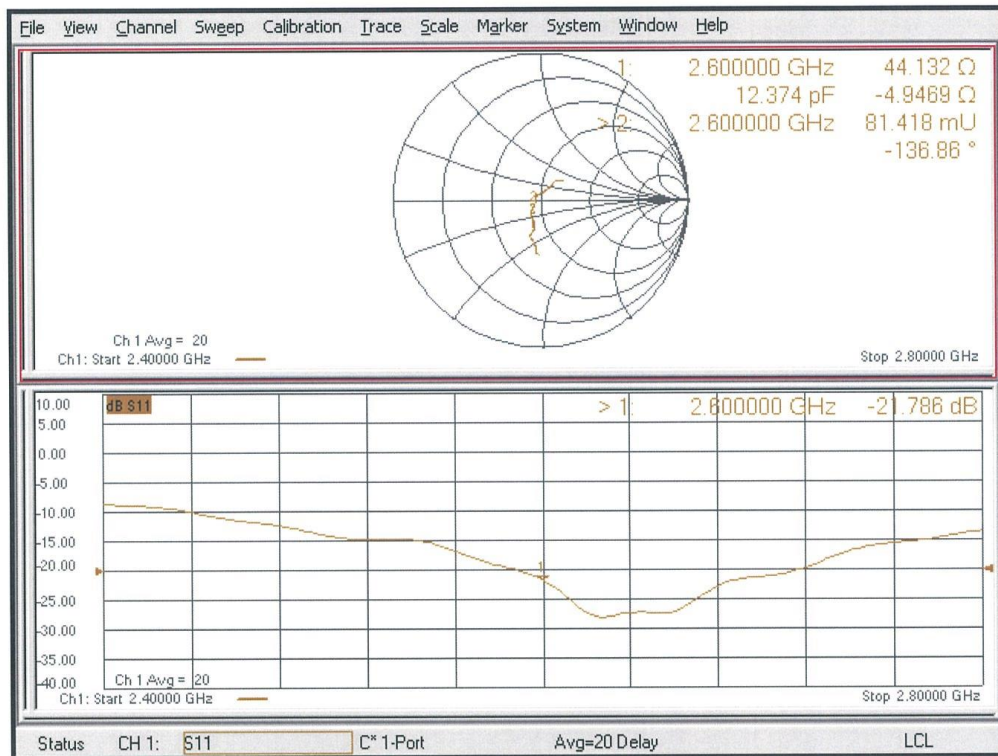 File View Channel Sweep Calibration Trace Scale Marker System Window Help
1: 2.600000 GHz 44.132 Ω
12.374 pF -4.9469 Ω
> 2: 2.600000 GHz 81.418 mU
-136.86 °
Ch 1 Avg = 20
Ch1: Start 2.40000 GHz Stop 2.80000 GHz
10.00 dB S11 > 1: 2.600000 GHz -21.786 dB
5.00
0.00
-5.00
-10.00
-15.00
-20.00 1
-25.00
-30.00
-35.00
-40.00 Ch 1 Avg = 20
Ch1: Start 2.40000 GHz Stop 2.80000 GHz
Status CH 1: S11 C* 1-Port Avg=20 Delay LCL